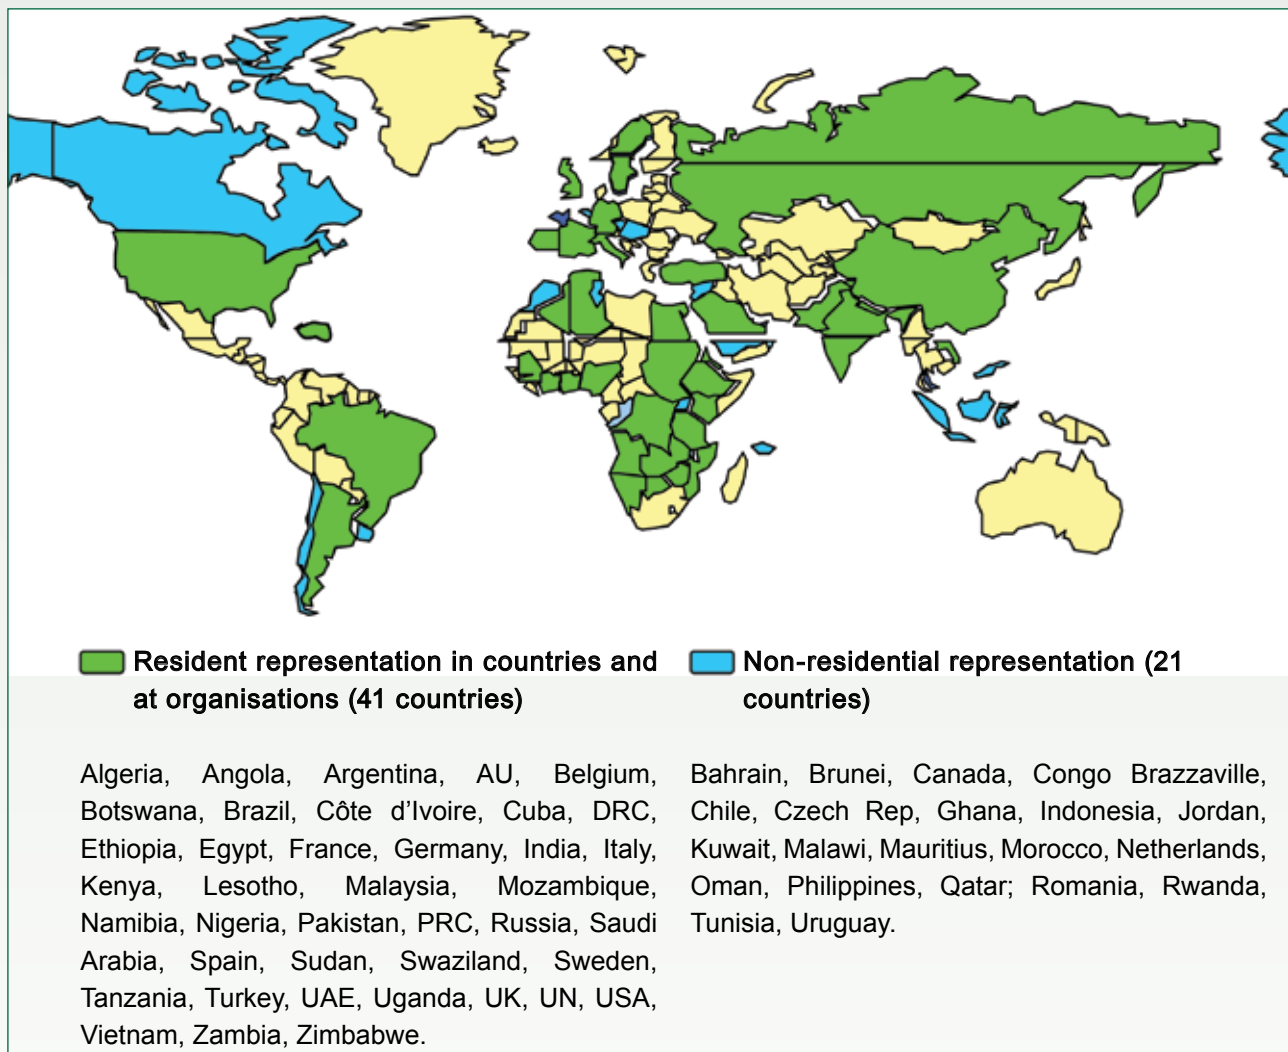 Resident representation in countries and
at organisations (41 countries)
Non-residential representation (21
countries)
Algeria, Angola, Argentina, AU, Belgium,
Botswana, Brazil, Côte d’Ivoire, Cuba, DRC,
Ethiopia, Egypt, France, Germany, India, Italy,
Kenya, Lesotho, Malaysia, Mozambique,
Namibia, Nigeria, Pakistan, PRC, Russia, Saudi
Arabia, Spain, Sudan, Swaziland, Sweden,
Tanzania, Turkey, UAE, Uganda, UK, UN, USA,
Vietnam, Zambia, Zimbabwe.
Bahrain, Brunei, Canada, Congo Brazzaville,
Chile, Czech Rep, Ghana, Indonesia, Jordan,
Kuwait, Malawi, Mauritius, Morocco, Netherlands,
Oman, Philippines, Qatar; Romania, Rwanda,
Tunisia, Uruguay.